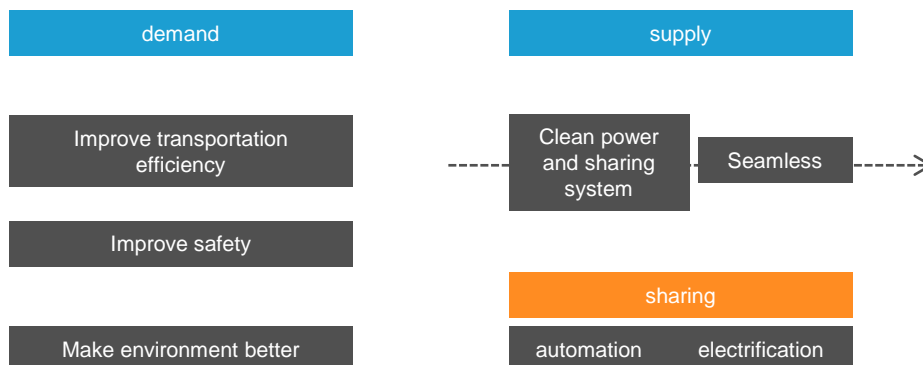 demand
Improve transportation
efficiency
Improve safety
Make environment better
supply
Clean power
and sharing
system
Seamless
sharing
automation electrification